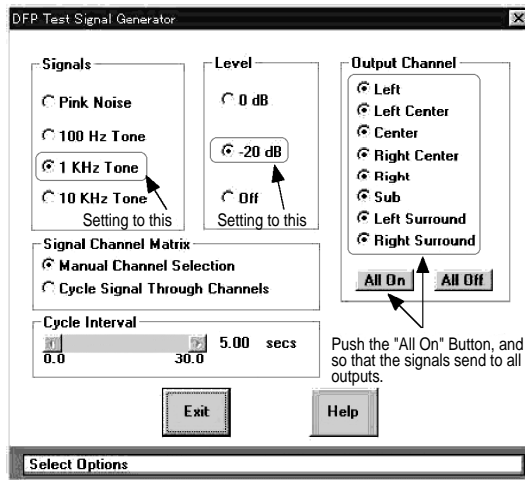 DFP Test Signal Generator
Signals
Pink Noise
100 Hz Tone
1 KHz Tone
10 KHz Tone
Setting to this
Level
0 dB
-20 dB
Off
Setting to this
Output Channel
Left
Left Center
Center
Right Center
Right
Sub
Left Surround
Right Surround
All On
All Off
Signal Channel Matrix
Manual Channel Selection
Cycle Signal Through Channels
Cycle Interval
5.00 secs
0.0 30.0
Push the "All On" Button, and
so that the signals send to all
outputs.
Exit
Help
Select Options